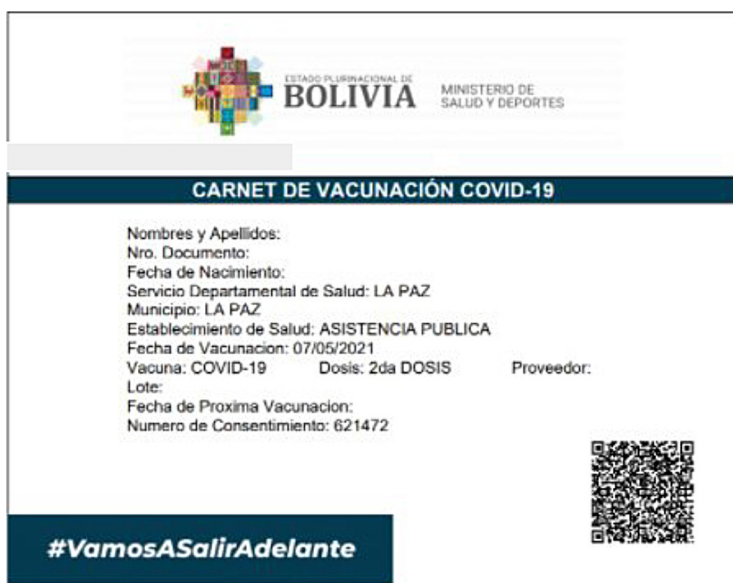 ESTADO PLURINACIONAL DE
BOLIVIA
MINISTERIO DE
SALUD Y DEPORTES
CARNET DE VACUNACIÓN COVID-19
Nombres y Apellidos:
Nro. Documento:
Fecha de Nacimiento:
Servicio Departamental de Salud: LA PAZ
Municipio: LA PAZ
Establecimiento de Salud: ASISTENCIA PUBLICA
Fecha de Vacunacion: 07/05/2021
Vacuna: COVID-19 Dosis: 2da DOSIS Proveedor:
Lote:
Fecha de Proxima Vacunacion:
Numero de Consentimiento: 621472
#VamosASalirAdelante